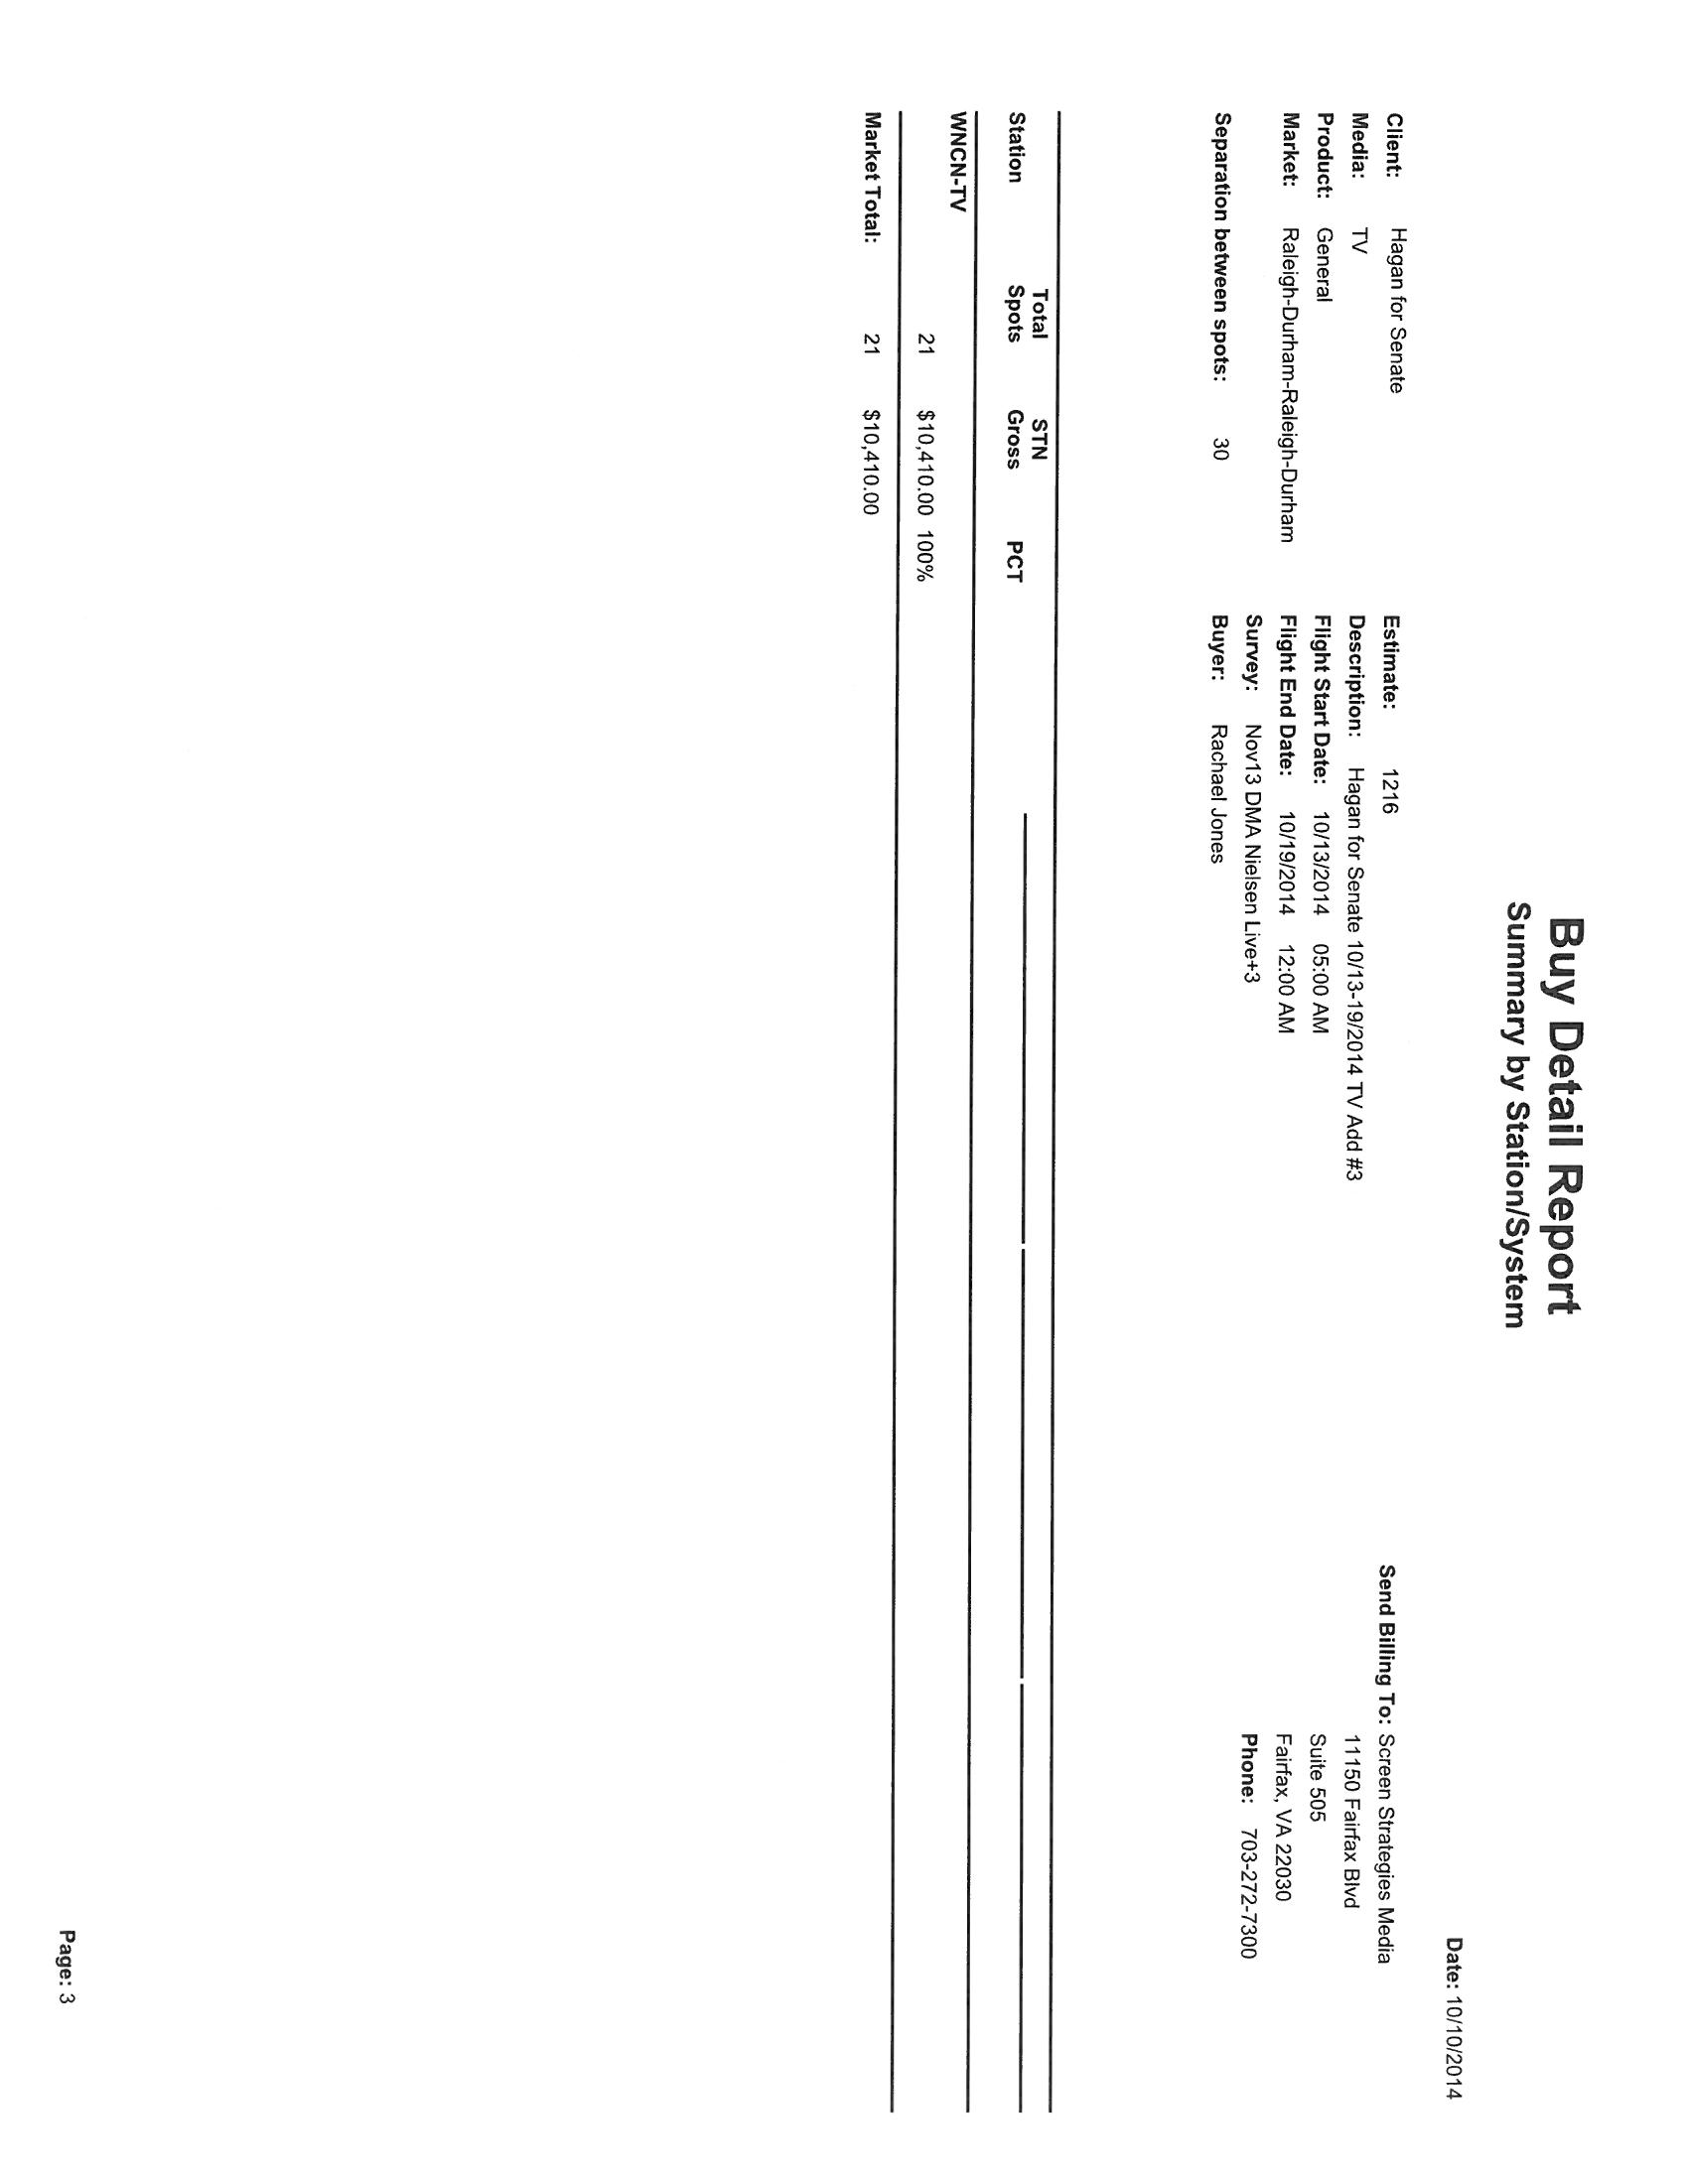 Buy Detail Report
Summary by Station/System
Date: 10/10/2014
Client: Hagan for Senate
Media: TV
Product: General
Market: Raleigh-Durham-Raleigh-Durham
Separation between spots: 30
Estimate: 1216
Description: Hagan for Senate 10/13-19/2014 TV Add #3
Flight Start Date: 10/13/2014 05:00 AM
Flight End Date: 10/19/2014 12:00 AM
Survey: Nov13 DMA Nielsen Live+3
Buyer: Rachael Jones
Send Billing To: Screen Strategies Media
11150 Fairfax Blvd
Suite 505
Fairfax, VA 22030
Phone: 703-272-7300
Total STN
Station Spots Gross PCT
WNCN-TV
21 $10,410.00 100%
Market Total: 21 $10,410.00
Page: 3